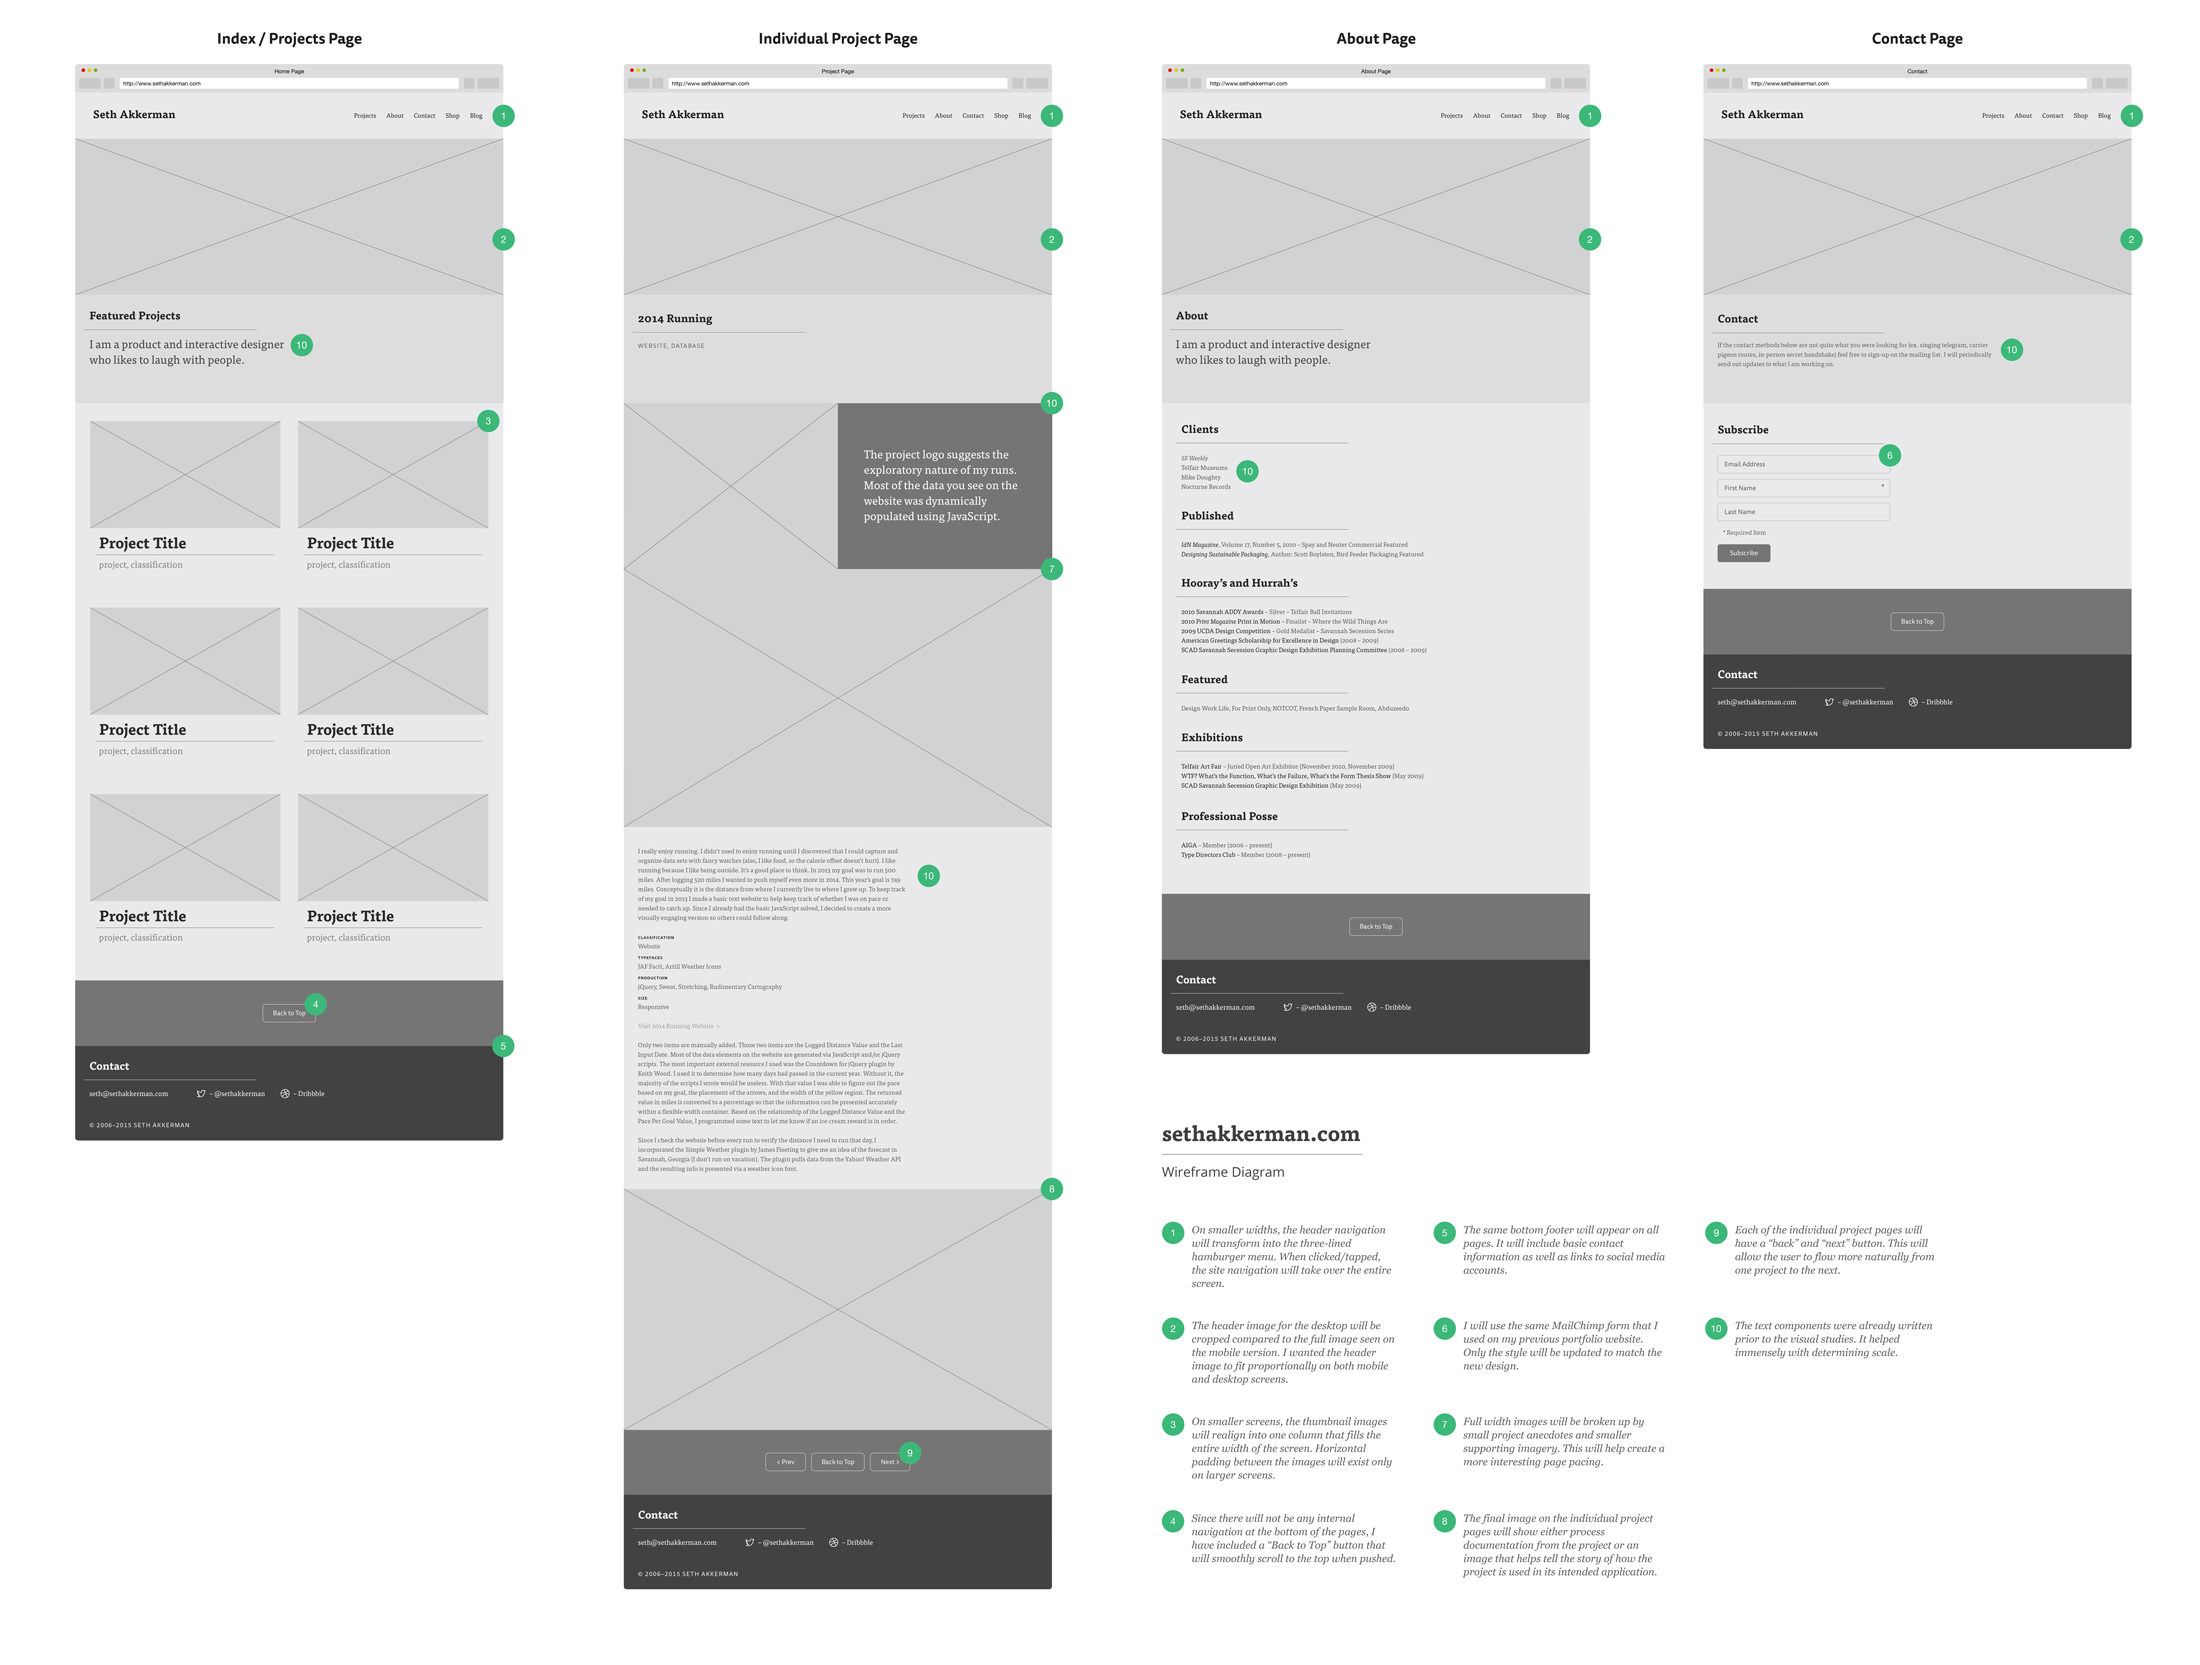 Index / Projects Page
Home Page
http://www.sethakkerman.com
Seth Akkerman
Projects About Contact Shop Blog
1
2
Featured Projects
I am a product and interactive designer
who likes to laugh with people.
10
3
Project Title
project, classification
Project Title
project, classification
Project Title
project, classification
Project Title
project, classification
Project Title
project, classification
Project Title
project, classification
Back to Top
4
5
Contact
seth@sethakkerman.com – @sethakkerman – Dribbble
© 2006–2015 SETH AKKERMAN
Individual Project Page
Project Page
http://www.sethakkerman.com
Seth Akkerman
Projects About Contact Shop Blog
1
2
2014 Running
WEBSITE, DATABASE
10
The project logo suggests the
exploratory nature of my runs.
Most of the data you see on the
website was dynamically
populated using JavaScript.
7
I really enjoy running. I didn't used to enjoy running until I discovered that I could capture and
organize data sets with fancy watches (also, I like food, so the calorie offset doesn't hurt). I like
running because I like being outside. It's a good place to think. In 2013 my goal was to run 500
miles. After logging 520 miles I wanted to push myself even more in 2014. This year's goal is 749
miles. Conceptually it is the distance from where I currently live to where I grew up. To keep track
of my goal in 2013 I made a basic text website to help keep track of whether I was on pace or
needed to catch up. Since I already had the basic JavaScript solved, I decided to create a more
visually engaging version so others could follow along.
10
CLASSIFICATION
Website
TYPEFACES
JAF Facit, Artill Weather Icons
PRODUCTION
jQuery, Sweat, Stretching, Rudimentary Cartography
SIZE
Responsive
Visit 2014 Running Website >
Only two items are manually added. Those two items are the Logged Distance Value and the Last
Input Date. Most of the data elements on the website are generated via JavaScript and/or jQuery
scripts. The most important external resource I used was the Countdown for jQuery plugin by
Keith Wood. I used it to determine how many days had passed in the current year. Without it, the
majority of the scripts I wrote would be useless. With that value I was able to figure out the pace
based on my goal, the placement of the arrows, and the width of the yellow region. The returned
value in miles is converted to a percentage so that the information can be presented accurately
within a flexible width container. Based on the relationship of the Logged Distance Value and the
Pace Per Goal Value, I programmed some text to let me know if an ice cream reward is in order.
Since I check the website before every run to verify the distance I need to run that day, I
incorporated the Simple Weather plugin by James Fleeting to give me an idea of the forecast in
Savannah, Georgia (I don't run on vacation). The plugin pulls data from the Yahoo! Weather API
and the resulting info is presented via a weather icon font.
8
< Prev Back to Top Next >
9
Contact
seth@sethakkerman.com – @sethakkerman – Dribbble
© 2006–2015 SETH AKKERMAN
About Page
About Page
http://www.sethakkerman.com
Seth Akkerman
Projects About Contact Shop Blog
1
2
About
I am a product and interactive designer
who likes to laugh with people.
Clients
SF Weekly
Telfair Museums
Mike Doughty
Nocturne Records
10
Published
IdN Magazine, Volume 17, Number 5, 2010 – Spay and Neuter Commercial Featured
Designing Sustainable Packaging, Author: Scott Boylston, Bird Feeder Packaging Featured
Hooray's and Hurrah's
2010 Savannah ADDY Awards – Silver – Telfair Ball Invitations
2010 Print Magazine Print in Motion – Finalist – Where the Wild Things Are
2009 UCDA Design Competition – Gold Medalist – Savannah Secession Series
American Greetings Scholarship for Excellence in Design (2008 – 2009)
SCAD Savannah Secession Graphic Design Exhibition Planning Committee (2008 – 2009)
Featured
Design Work Life, For Print Only, NOTCOT, French Paper Sample Room, Abduzeedo
Exhibitions
Telfair Art Fair – Juried Open Art Exhibitor (November 2010, November 2009)
WTF? What's the Function, What's the Failure, What's the Form Thesis Show (May 2009)
SCAD Savannah Secession Graphic Design Exhibition (May 2009)
Professional Posse
AIGA – Member (2006 – present)
Type Directors Club – Member (2008 – present)
Back to Top
Contact
seth@sethakkerman.com – @sethakkerman – Dribbble
© 2006–2015 SETH AKKERMAN
Contact Page
Contact
http://www.sethakkerman.com
Seth Akkerman
Projects About Contact Shop Blog
1
2
Contact
If the contact methods below are not quite what you were looking for (ex. singing telegram, carrier
pigeon routes, in-person secret handshake) feel free to sign-up on the mailing list. I will periodically
send out updates to what I am working on.
10
Subscribe
6
Email Address
First Name *
Last Name
* Required Item
Subscribe
Back to Top
Contact
seth@sethakkerman.com – @sethakkerman – Dribbble
© 2006–2015 SETH AKKERMAN
sethakkerman.com
Wireframe Diagram
1
On smaller widths, the header navigation
will transform into the three-lined
hamburger menu. When clicked/tapped,
the site navigation will take over the entire
screen.
2
The header image for the desktop will be
cropped compared to the full image seen on
the mobile version. I wanted the header
image to fit proportionally on both mobile
and desktop screens.
3
On smaller screens, the thumbnail images
will realign into one column that fills the
entire width of the screen. Horizontal
padding between the images will exist only
on larger screens.
4
Since there will not be any internal
navigation at the bottom of the pages, I
have included a “Back to Top” button that
will smoothly scroll to the top when pushed.
5
The same bottom footer will appear on all
pages. It will include basic contact
information as well as links to social media
accounts.
6
I will use the same MailChimp form that I
used on my previous portfolio website.
Only the style will be updated to match the
new design.
7
Full width images will be broken up by
small project anecdotes and smaller
supporting imagery. This will help create a
more interesting page pacing.
8
The final image on the individual project
pages will show either process
documentation from the project or an
image that helps tell the story of how the
project is used in its intended application.
9
Each of the individual project pages will
have a “back” and “next” button. This will
allow the user to flow more naturally from
one project to the next.
10
The text components were already written
prior to the visual studies. It helped
immensely with determining scale.